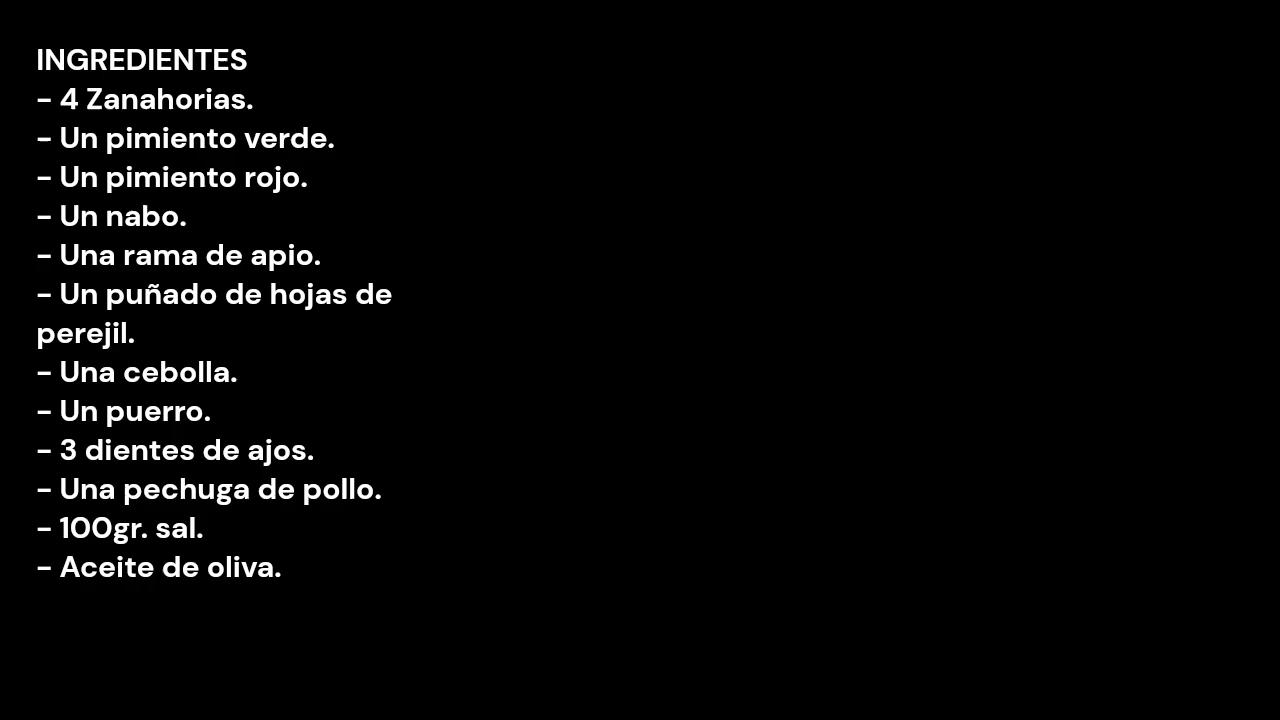 INGREDIENTES
- 4 Zanahorias.
- Un pimiento verde.
- Un pimiento rojo.
- Un nabo.
- Una rama de apio.
- Un puñado de hojas de
perejil.
- Una cebolla.
- Un puerro.
- 3 dientes de ajos.
- Una pechuga de pollo.
- 100gr. sal.
- Aceite de oliva.